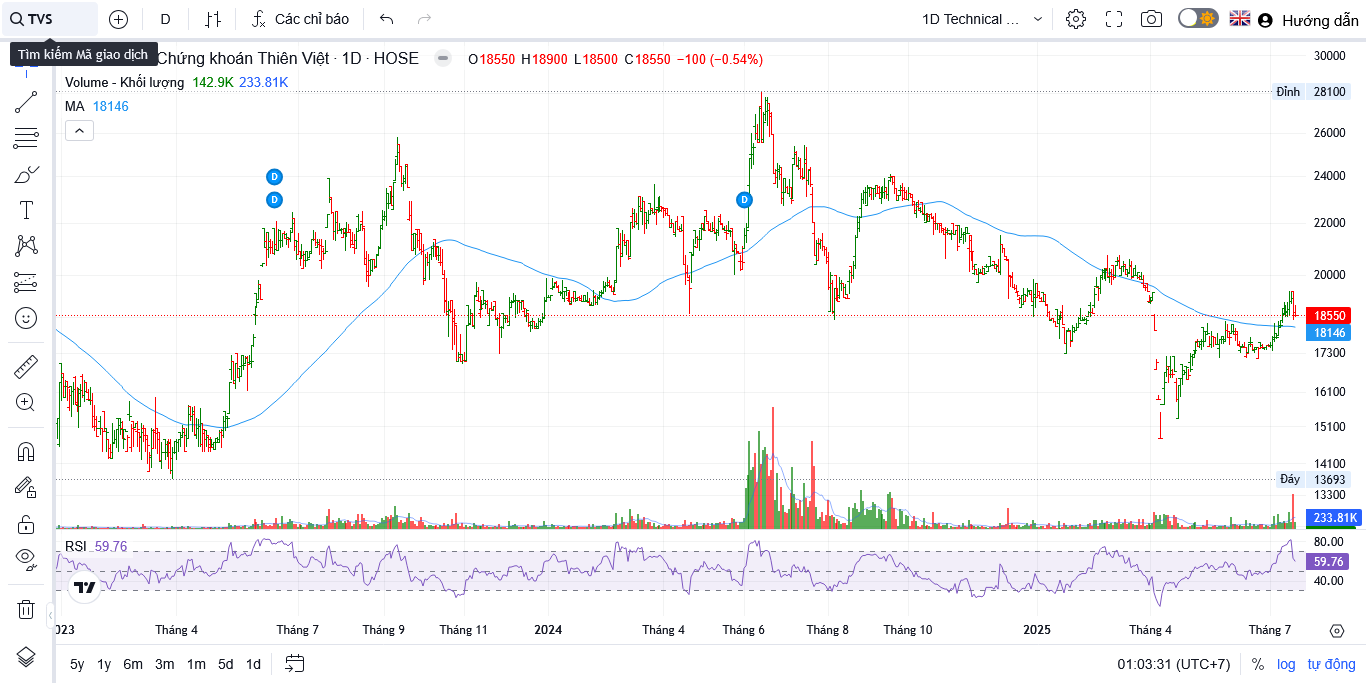 TVS D Các chỉ báo 1D Technical ... Hướng dẫn
Tìm kiếm Mã giao dịch
Chứng khoán Thiên Việt · 1D · HOSE O18550 H18900 L18500 C18550 −100 (−0.54%)
Volume - Khối lượng 142.9K 233.81K
MA 18146
30000
Đỉnh 28100
26000
D
24000
D D
22000
20000
18550
18146
17300
16100
15100
14100
Đáy 13693
13300
233.81K
RSI 59.76
80.00
59.76
40.00
023 Tháng 4 Tháng 7 Tháng 9 Tháng 11 2024 Tháng 4 Tháng 6 Tháng 8 Tháng 10 2025 Tháng 4 Tháng 7
5y 1y 6m 3m 1m 5d 1d 01:03:31 (UTC+7) % log tự động